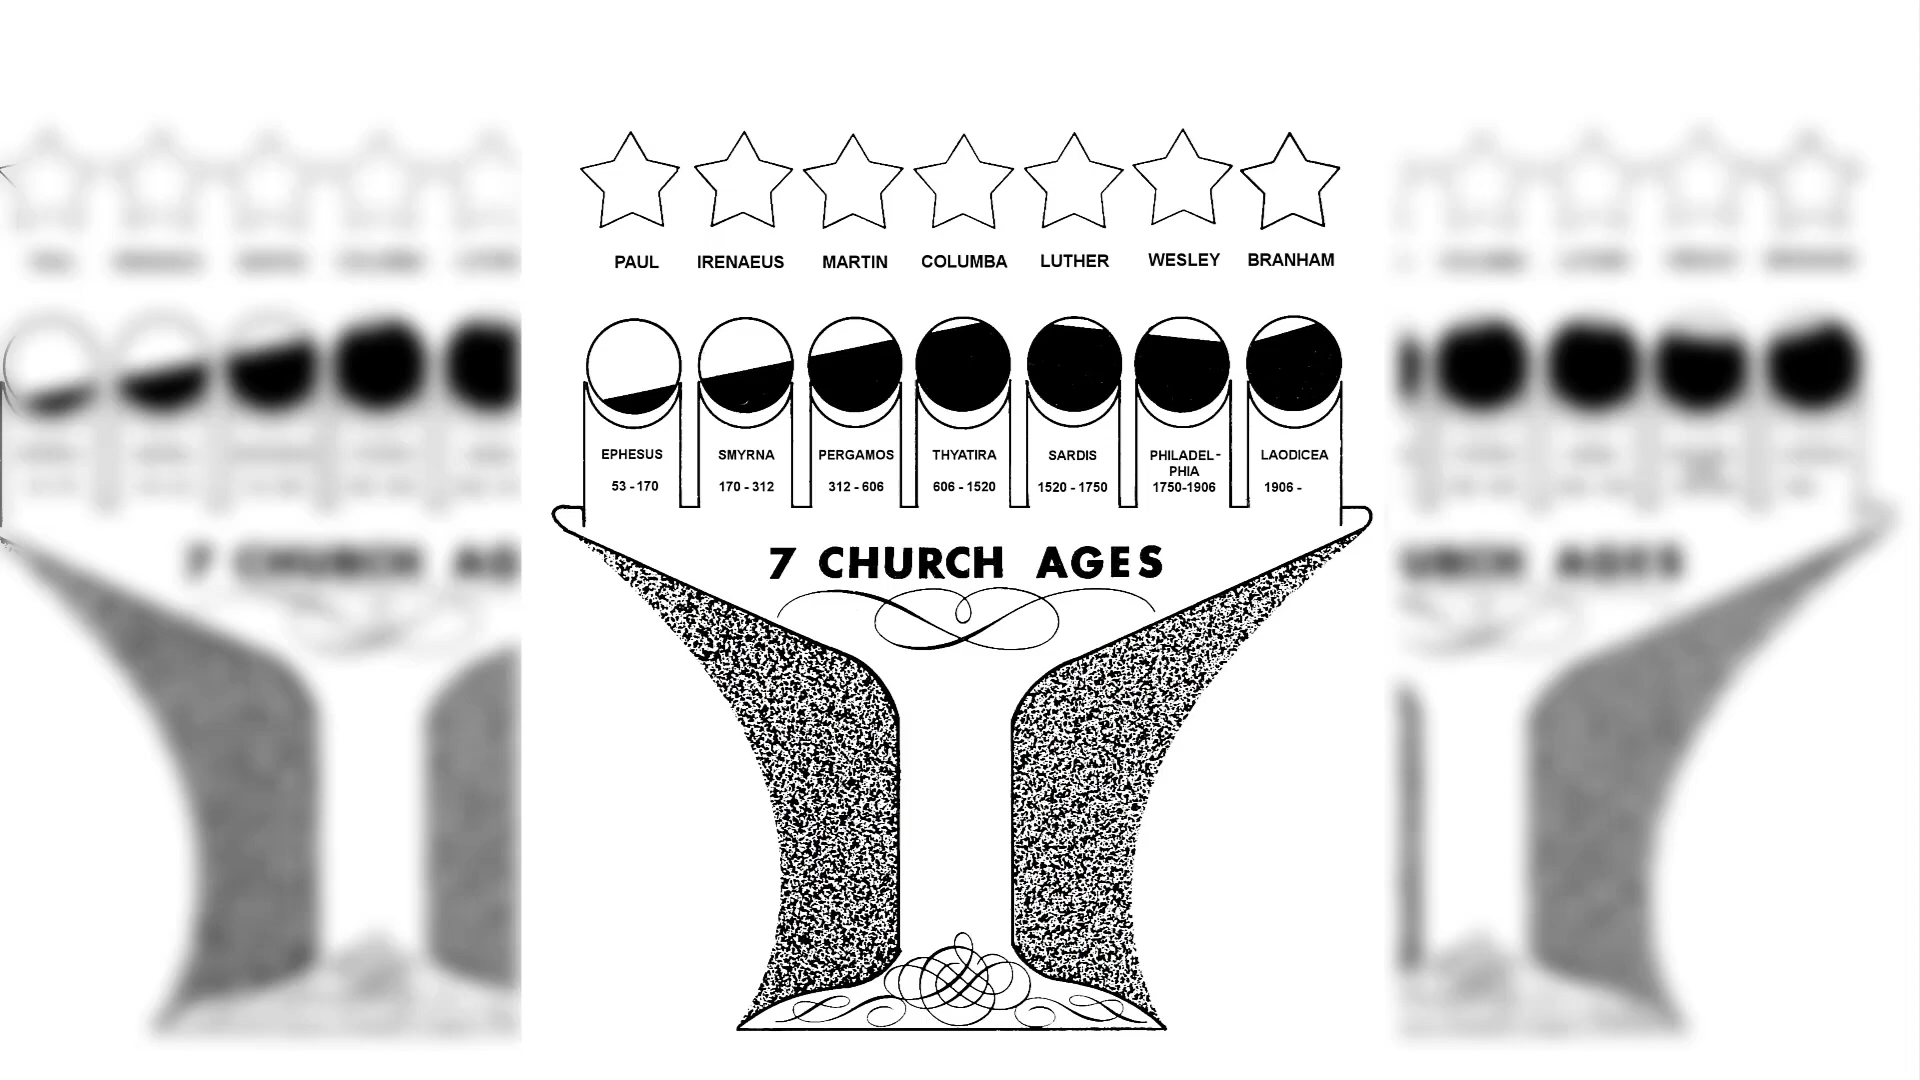 PAUL IRENAEUS MARTIN COLUMBA LUTHER WESLEY BRANHAM
EPHESUS SMYRNA PERGAMOS THYATIRA SARDIS PHILADEL- LAODICEA
PHIA
53 - 170 170 - 312 312 - 606 606 - 1520 1520 - 1750 1750-1906 1906 -
7 CHURCH AGES